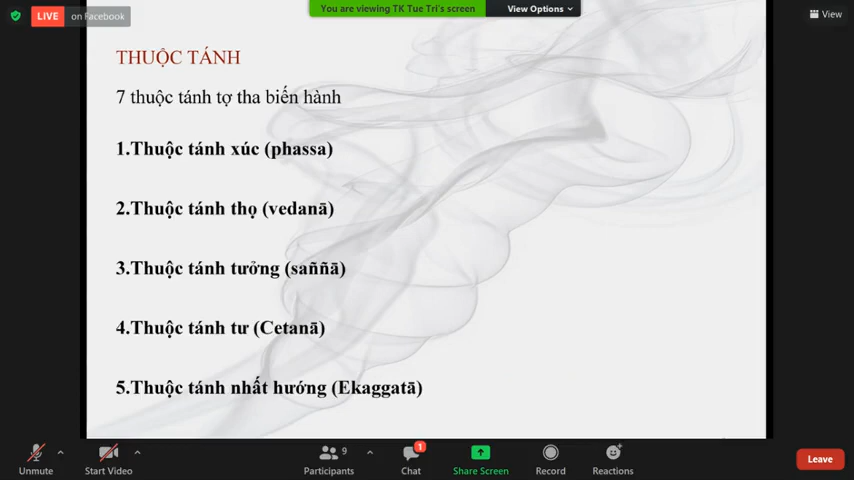 LIVE on Facebook
You are viewing TK Tue Tri's screen
View Options
View
THUỘC TÁNH
7 thuộc tánh tợ tha biến hành
1.Thuộc tánh xúc (phassa)
2.Thuộc tánh thọ (vedanā)
3.Thuộc tánh tưởng (saññā)
4.Thuộc tánh tư (Cetanā)
5.Thuộc tánh nhất hướng (Ekaggatā)
Unmute
Start Video
9
Participants
1
Chat
Share Screen
Record
Reactions
Leave